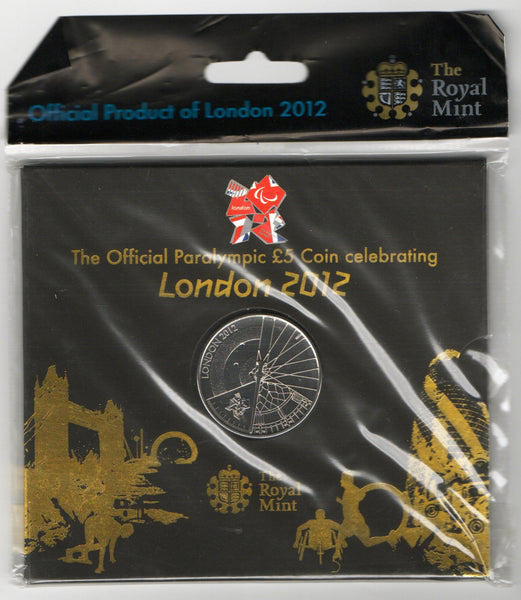 Official Product of London 2012
The
Royal
Mint
london
The Official Paralympic £5 Coin celebrating
London 2012
LONDON 2012
The
Royal
Mint